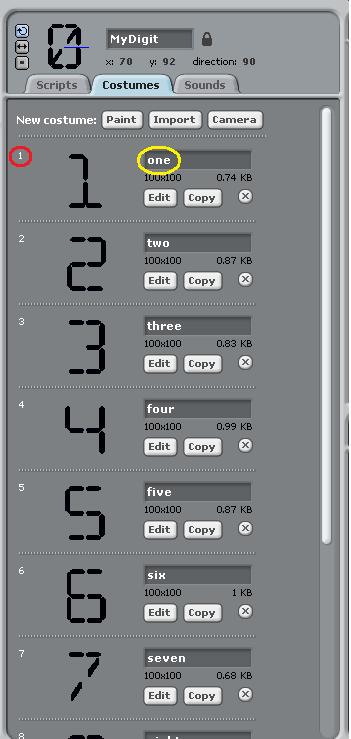 MyDigit
x: 70 y: 92 direction: 90
Scripts Costumes Sounds
New costume: Paint Import Camera
1 one
100x100 0.74 KB
Edit Copy
2 two
100x100 0.87 KB
Edit Copy
3 three
100x100 0.83 KB
Edit Copy
4 four
100x100 0.99 KB
Edit Copy
5 five
100x100 0.87 KB
Edit Copy
6 six
100x100 1 KB
Edit Copy
7 seven
100x100 0.68 KB
Edit Copy
8